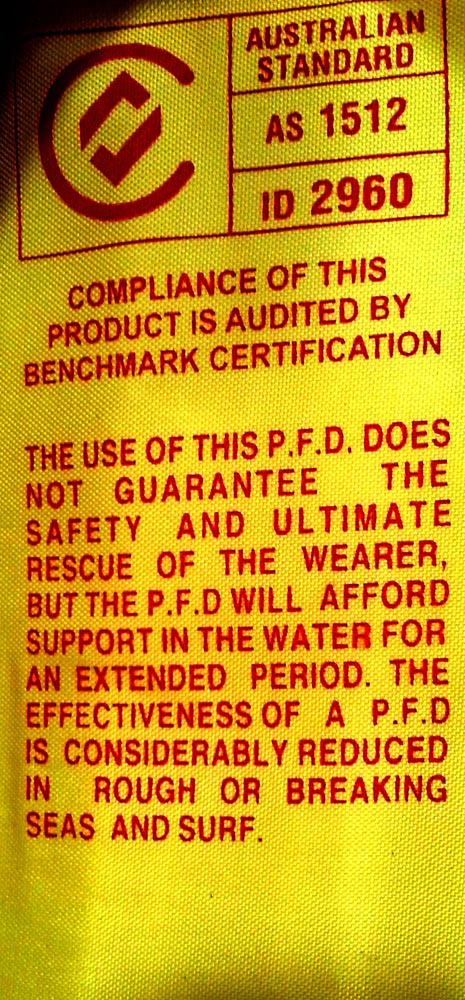 AUSTRALIAN
STANDARD
AS 1512
ID 2960
COMPLIANCE OF THIS
PRODUCT IS AUDITED BY
BENCHMARK CERTIFICATION
THE USE OF THIS P.F.D. DOES
NOT GUARANTEE THE
SAFETY AND ULTIMATE
RESCUE OF THE WEARER,
BUT THE P.F.D WILL AFFORD
SUPPORT IN THE WATER FOR
AN EXTENDED PERIOD. THE
EFFECTIVENESS OF A P.F.D
IS CONSIDERABLY REDUCED
IN ROUGH OR BREAKING
SEAS AND SURF.